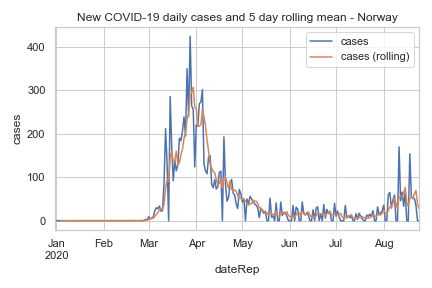 New COVID-19 daily cases and 5 day rolling mean - Norway
cases
cases (rolling)
400
300
200
100
0
cases
Jan
2020
Feb
Mar
Apr
May
Jun
Jul
Aug
dateRep